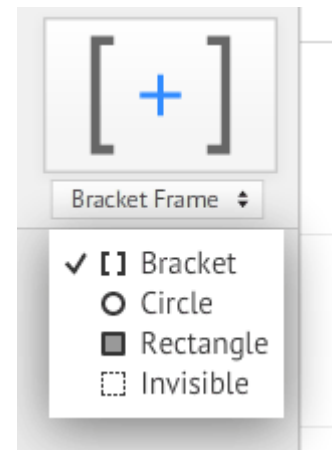 Bracket Frame
Bracket
Circle
Rectangle
Invisible